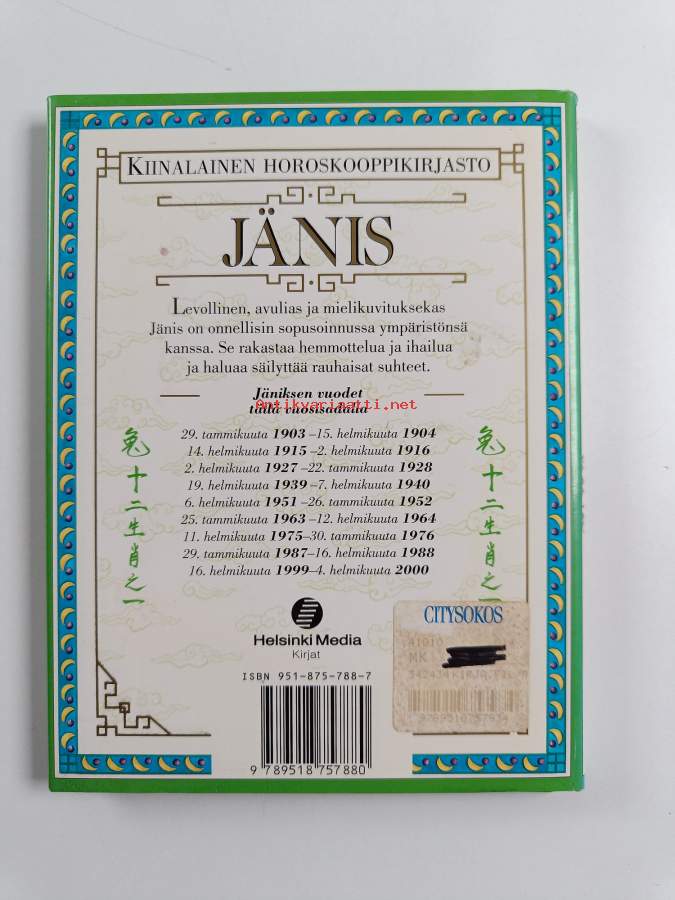 KIINALAINEN HOROSKOOPPIKIRJASTO
JÄNIS
Levollinen, avulias ja mielikuvituksekas
Jänis on onnellisin sopusoinnussa ympäristönsä
kanssa. Se rakastaa hemmottelua ja ihailua
ja haluaa säilyttää rauhaisat suhteet.
Jäniksen vuodet
Antikvariaatti.net
tällä vuosisadalla
29. tammikuuta 1903 –15. helmikuuta 1904
14. helmikuuta 1915 –2. helmikuuta 1916
2. helmikuuta 1927 –22. tammikuuta 1928
19. helmikuuta 1939 –7. helmikuuta 1940
6. helmikuuta 1951 –26. tammikuuta 1952
25. tammikuuta 1963 –12. helmikuuta 1964
11. helmikuuta 1975–30. tammikuuta 1976
29. tammikuuta 1987–16. helmikuuta 1988
16. helmikuuta 1999–4. helmikuuta 2000
兔十二生肖之一
兔十二生肖之一
Helsinki Media
Kirjat
CITYSOKOS
MK
ISBN 951-875-788-7
9 789518 757880